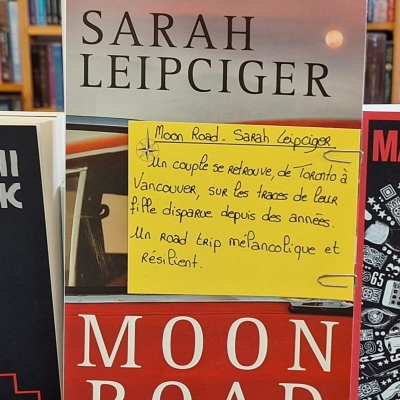 SARAH
LEIPCIGER
Moon Road - Sarah Leipciger
Un couple se retrouve, de Toronto à
Vancouver, sur les traces de leur
fille disparue depuis des années.
Un road trip mélancolique et
Résilient.
MOON
ROAD